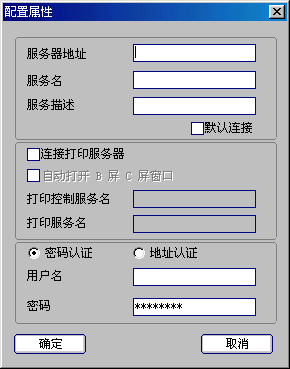 配置属性
服务器地址
服务名
服务描述
默认连接
连接打印服务器
自动打开 B 屏 C 屏窗口
打印控制服务名
打印服务名
密码认证 地址认证
用户名
密码 ********
确定 取消